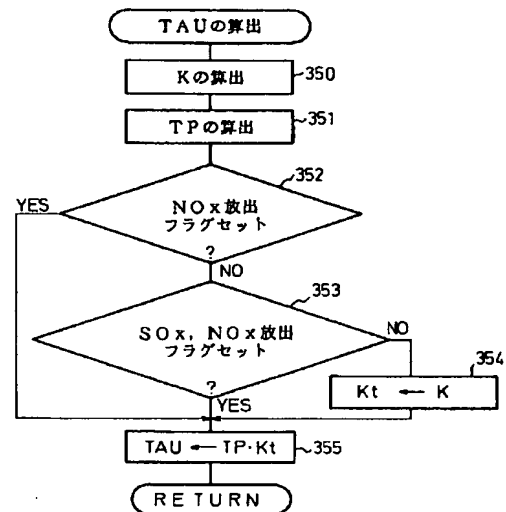 TAUの算出
Kの算出
350
TPの算出
351
352
YES
NOx放出
フラグセット
?
NO
353
SOx, NOx放出
フラグセット
?
NO
354
YES
Kt ← K
TAU ← TP·Kt
355
RETURN